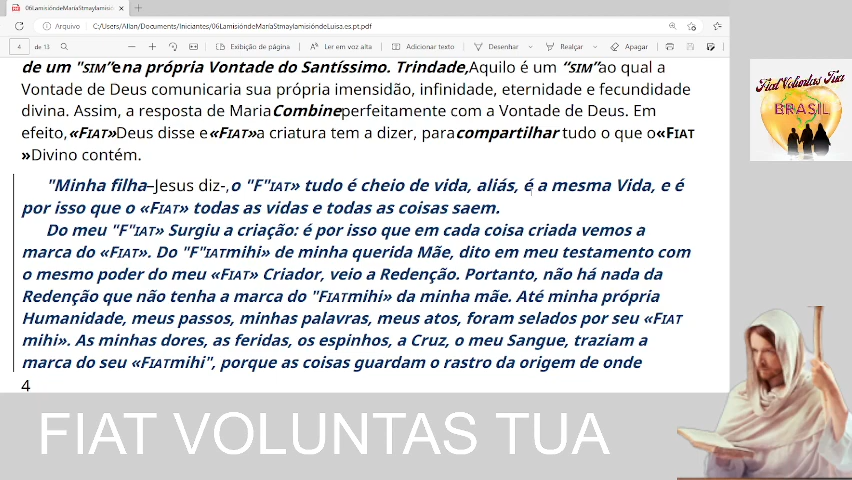 06LamisióndeMaríaStmaylamisióndeLuisa.es.pt.pdf
Arquivo C:/Users/Allan/Documents/Iniciantes/06LamisióndeMaríaStmaylamisióndeLuisa.es.pt.pdf
4 de 13 Exibição de página Ler em voz alta Adicionar texto Desenhar Realçar Apagar
de um "SIM"ena própria Vontade do Santíssimo. Trindade,Aquilo é um “SIM”ao qual a
Vontade de Deus comunicaria sua própria imensidão, infinidade, eternidade e fecundidade
divina. Assim, a resposta de MariaCombineperfeitamente com a Vontade de Deus. Em
efeito,«FIAT»Deus disse e«FIAT»a criatura tem a dizer, paracompartilhar tudo o que o«FIAT
»Divino contém.
"Minha filha–Jesus diz-,o "F"IAT» tudo é cheio de vida, aliás, é a mesma Vida, e é
por isso que o «FIAT» todas as vidas e todas as coisas saem.
Do meu "F"IAT» Surgiu a criação: é por isso que em cada coisa criada vemos a
marca do «FIAT». Do "F"IATmihi» de minha querida Mãe, dito em meu testamento com
o mesmo poder do meu «FIAT» Criador, veio a Redenção. Portanto, não há nada da
Redenção que não tenha a marca do "FIATmihi» da minha mãe. Até minha própria
Humanidade, meus passos, minhas palavras, meus atos, foram selados por seu «FIAT
mihi». As minhas dores, as feridas, os espinhos, a Cruz, o meu Sangue, traziam a
marca do seu «FIATmihi", porque as coisas guardam o rastro da origem de onde
4
Fiat Voluntas Tua
BRASIL
FIAT VOLUNTAS TUA